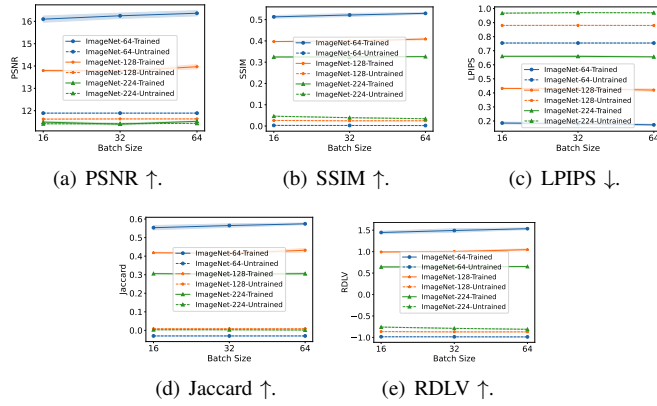 16
15
14
13
12
PSNR
ImageNet-64-Trained
ImageNet-64-Untrained
ImageNet-128-Trained
ImageNet-128-Untrained
ImageNet-224-Trained
ImageNet-224-Untrained
16 32 64
Batch Size
(a) PSNR ↑.
0.5
0.4
0.3
0.2
0.1
0.0
SSIM
ImageNet-64-Trained
ImageNet-64-Untrained
ImageNet-128-Trained
ImageNet-128-Untrained
ImageNet-224-Trained
ImageNet-224-Untrained
16 32 64
Batch Size
(b) SSIM ↑.
1.0
0.9
0.8
0.7
0.6
0.5
0.4
0.3
0.2
LPIPS
ImageNet-64-Trained
ImageNet-64-Untrained
ImageNet-128-Trained
ImageNet-128-Untrained
ImageNet-224-Trained
ImageNet-224-Untrained
16 32 64
Batch Size
(c) LPIPS ↓.
0.6
0.5
0.4
0.3
0.2
0.1
0.0
Jaccard
ImageNet-64-Trained
ImageNet-64-Untrained
ImageNet-128-Trained
ImageNet-128-Untrained
ImageNet-224-Trained
ImageNet-224-Untrained
16 32 64
Batch Size
(d) Jaccard ↑.
1.5
1.0
0.5
0.0
−0.5
−1.0
RDLV
ImageNet-64-Trained
ImageNet-64-Untrained
ImageNet-128-Trained
ImageNet-128-Untrained
ImageNet-224-Trained
ImageNet-224-Untrained
16 32 64
Batch Size
(e) RDLV ↑.